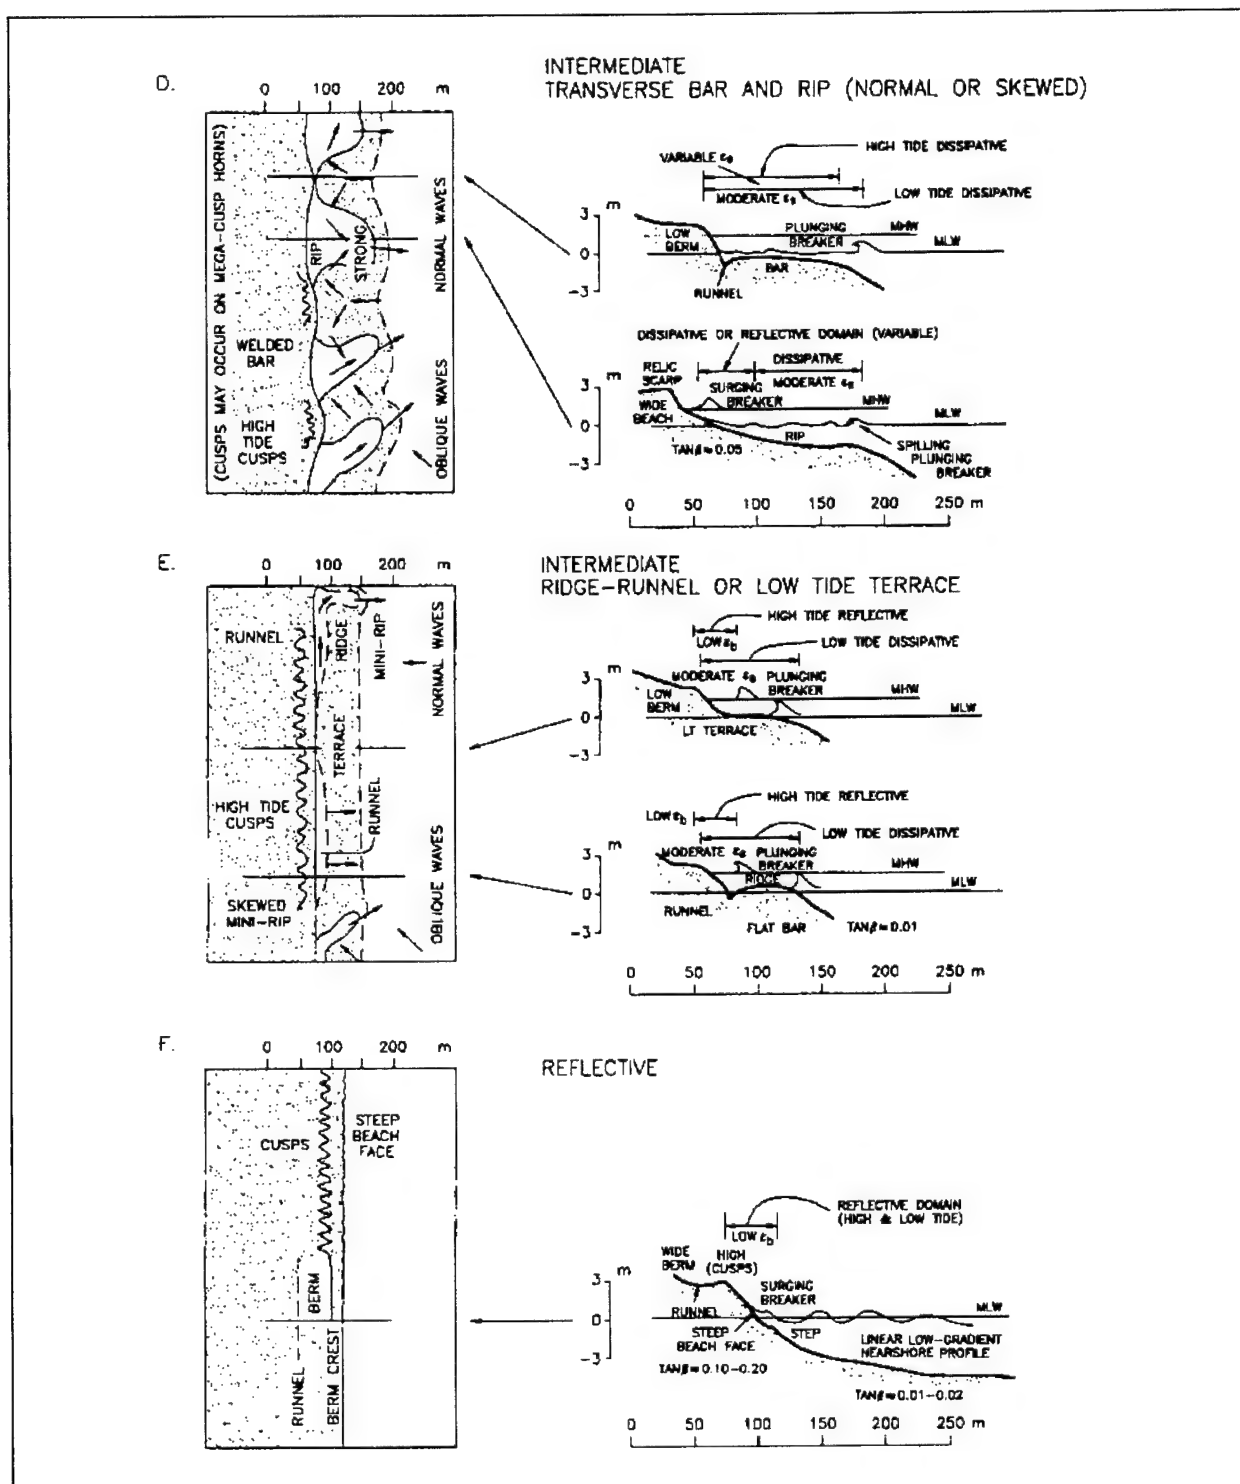 D.
0 100 200 m
(CUSPS MAY OCCUR ON MEGA-CUSP HORNS)
RIP
STRONG
NORMAL WAVES
WELDED
BAR
HIGH
TIDE
CUSPS
OBLIQUE WAVES
INTERMEDIATE
TRANSVERSE BAR AND RIP (NORMAL OR SKEWED)
HIGH TIDE DISSIPATIVE
VARIABLE εs
MODERATE εs
LOW TIDE DISSIPATIVE
m
3
0
-3
LOW
BERM
PLUNGING
BREAKER
MHW
MLW
BAR
RUNNEL
DISSIPATIVE OR REFLECTIVE DOMAIN (VARIABLE)
DISSIPATIVE
MODERATE εs
RELIC
SCARP
m
3
0
-3
WIDE
BEACH
SURGING
BREAKER
MHW
MLW
RIP
TANβ=0.05
SPILLING
PLUNGING
BREAKER
0 50 100 150 200 250 m
E.
0 100 200 m
RUNNEL
RIDGE
MINI-RIP
NORMAL WAVES
TERRACE
HIGH TIDE
CUSPS
RUNNEL
SKEWED
MINI-RIP
OBLIQUE WAVES
INTERMEDIATE
RIDGE-RUNNEL OR LOW TIDE TERRACE
HIGH TIDE REFLECTIVE
LOW εb
LOW TIDE DISSIPATIVE
m
3
0
-3
MODERATE εs PLUNGING
BREAKER
LOW
BERM
MHW
MLW
LT TERRACE
HIGH TIDE REFLECTIVE
LOW εb
LOW TIDE DISSIPATIVE
m
3
0
-3
MODERATE εs PLUNGING
BREAKER
RIDGE
MHW
MLW
RUNNEL
FLAT BAR
TANβ=0.01
0 50 100 150 200 250 m
F.
0 100 200 m
CUSPS
STEEP
BEACH
FACE
BERM
RUNNEL
BERM CREST
REFLECTIVE
REFLECTIVE DOMAIN
(HIGH & LOW TIDE)
LOW εb
m
3
0
-3
WIDE
BERM
HIGH
(CUSPS)
SURGING
BREAKER
MLW
RUNNEL
STEEP
BEACH FACE
STEP
LINEAR LOW-GRADIENT
NEARSHORE PROFILE
TANβ=0.10-0.20
TANβ=0.01-0.02
0 50 100 150 200 250 m